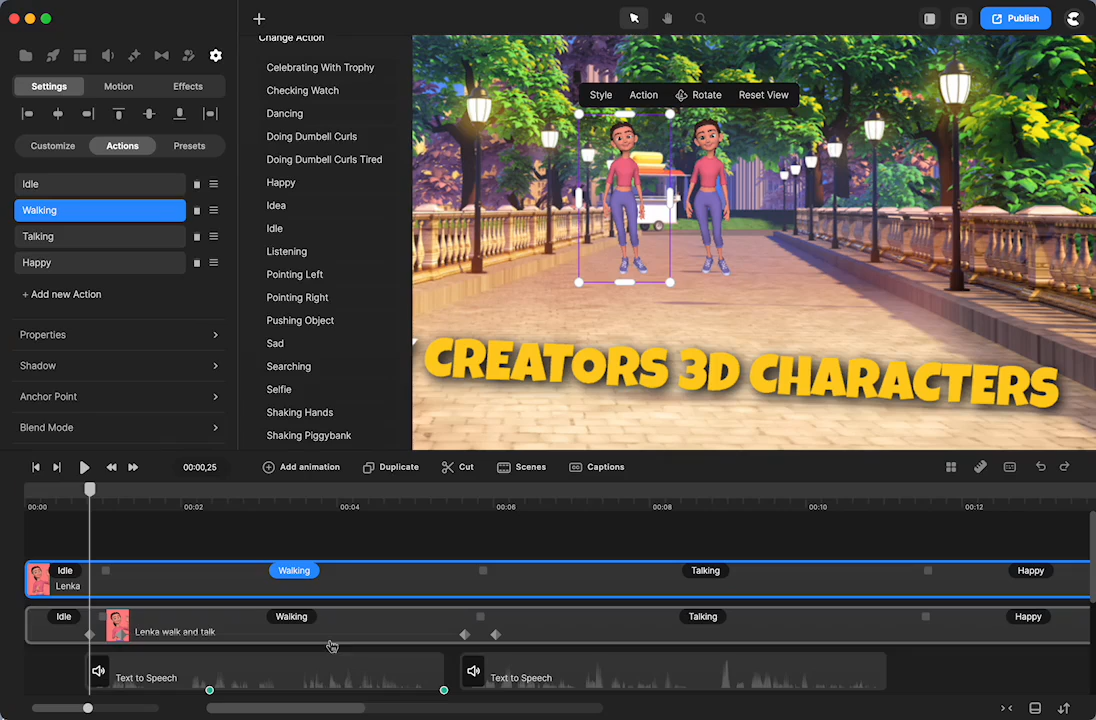 Publish
Change Action
Settings
Motion
Effects
Customize
Actions
Presets
Idle
Walking
Talking
Happy
+ Add new Action
Properties
Shadow
Anchor Point
Blend Mode
Celebrating With Trophy
Checking Watch
Dancing
Doing Dumbell Curls
Doing Dumbell Curls Tired
Happy
Idea
Idle
Listening
Pointing Left
Pointing Right
Pushing Object
Sad
Searching
Selfie
Shaking Hands
Shaking Piggybank
Style Action Rotate Reset View
CREATORS 3D CHARACTERS
00:00,25
Add animation
Duplicate
Cut
Scenes
Captions
00:00 00:02 00:04 00:06 00:08 00:10 00:12
Idle Walking Talking Happy
Lenka
Idle Walking Talking Happy
Lenka walk and talk
Text to Speech Text to Speech